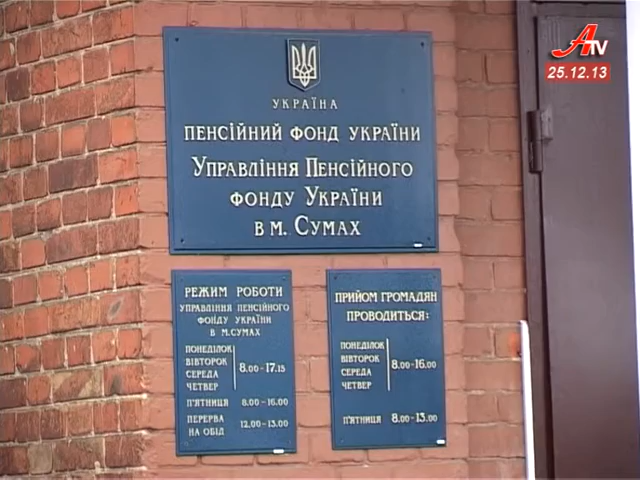 ATV
25.12.13
УКРАЇНА
ПЕНСІЙНИЙ ФОНД УКРАЇНИ
УПРАВЛІННЯ ПЕНСІЙНОГО
ФОНДУ УКРАЇНИ
В М. СУМАХ
РЕЖИМ РОБОТИ
УПРАВЛІННЯ ПЕНСІЙНОГО
ФОНДУ УКРАЇНИ
В М.СУМАХ
ПОНЕДІЛОК
ВІВТОРОК
СЕРЕДА
ЧЕТВЕР
8.00-17.15
П'ЯТНИЦЯ 8.00-16.00
ПЕРЕРВА
НА ОБІД 12.00-13.00
ПРИЙОМ ГРОМАДЯН
ПРОВОДИТЬСЯ:
ПОНЕДІЛОК
ВІВТОРОК
СЕРЕДА
ЧЕТВЕР
8.00-16.00
П'ЯТНИЦЯ 8.00-13.00